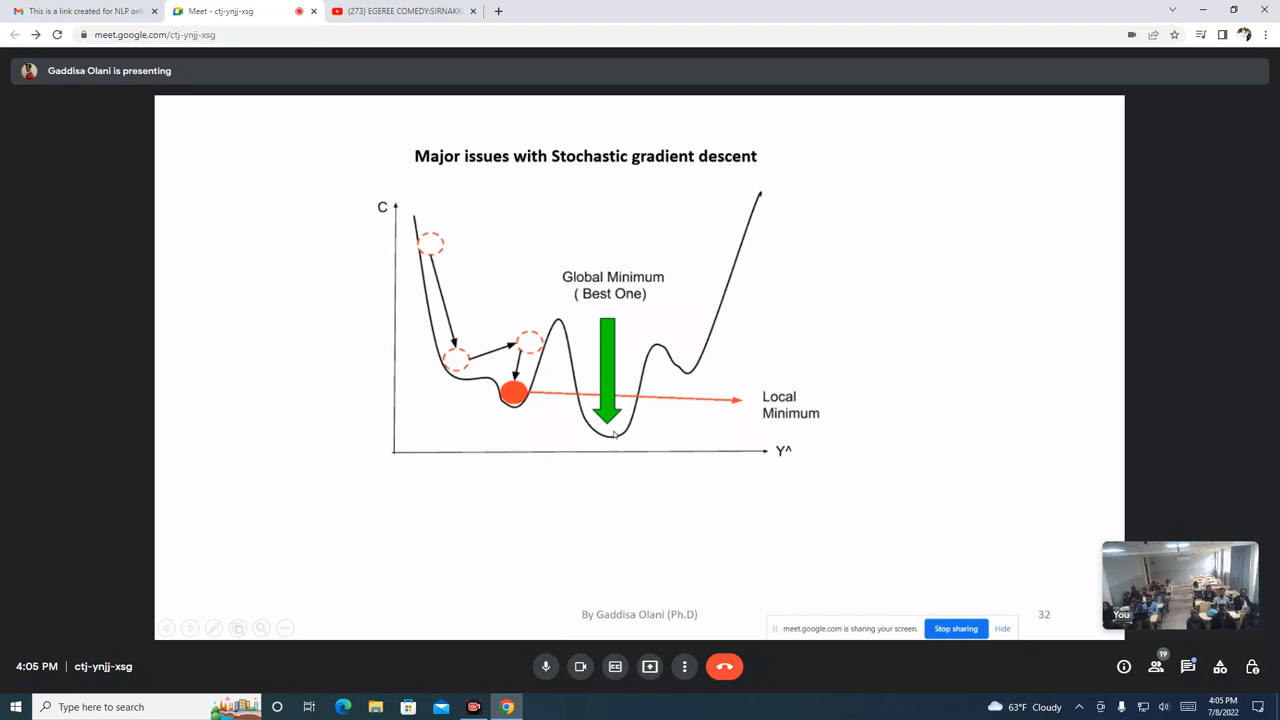 This is a link created for NLP onli
Meet - ctj-ynjj-xsg
(273) EGEREE COMEDY:SIRNAKK
meet.google.com/ctj-ynjj-xsg
Gaddisa Olani is presenting
Major issues with Stochastic gradient descent
C
Global Minimum
( Best One)
Local
Minimum
Y^
By Gaddisa Olani (Ph.D)
32
meet.google.com is sharing your screen.
Stop sharing
Hide
You
4:05 PM | ctj-ynjj-xsg
19
Type here to search
63°F Cloudy
4:05 PM
7/8/2022